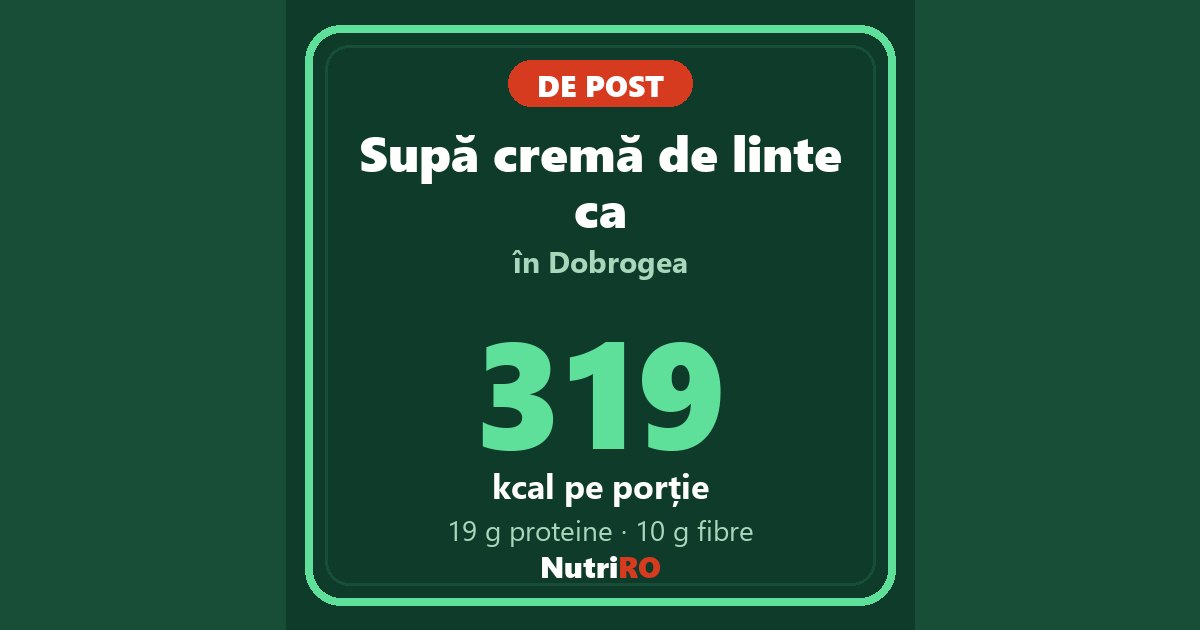 DE POST
Supă cremă de linte
ca
în Dobrogea
319
kcal pe porție
19 g proteine · 10 g fibre
NutriRO